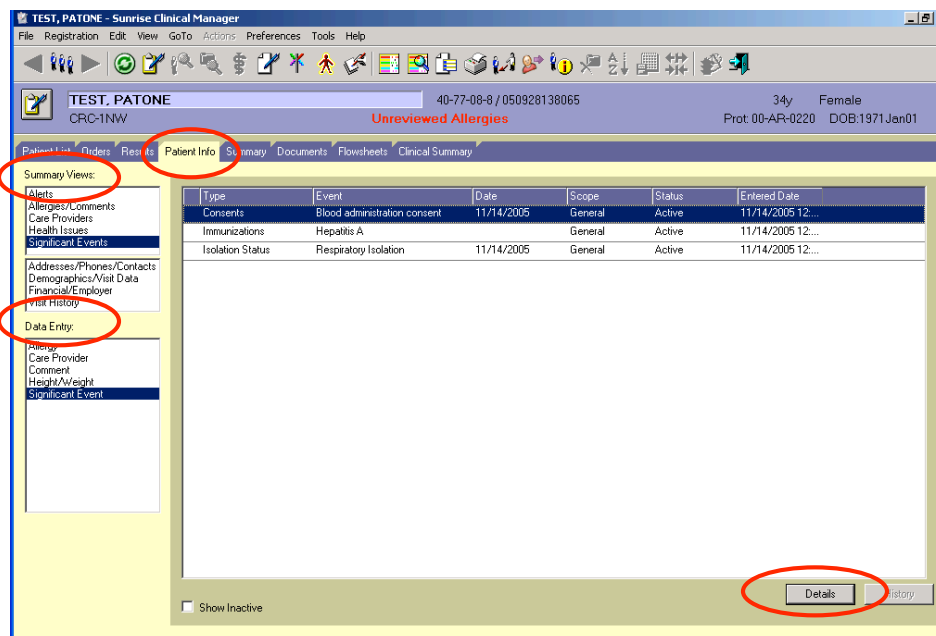 TEST, PATONE - Sunrise Clinical Manager
File Registration Edit View GoTo Actions Preferences Tools Help
TEST, PATONE 40-77-08-8 / 050928138065 34y Female
CRC-1NW Unreviewed Allergies Prot: 00-AR-0220 DOB:1971Jan01
Patient List Orders Results Patient Info Summary Documents Flowsheets Clinical Summary
Summary Views:
Alerts
Allergies/Comments
Care Providers
Health Issues
Significant Events
Addresses/Phones/Contacts
Demographics/Visit Data
Financial/Employer
Visit History
Data Entry:
Allergy
Care Provider
Comment
Height/Weight
Significant Event
Type Event Date Scope Status Entered Date
Consents Blood administration consent 11/14/2005 General Active 11/14/2005 12:...
Immunizations Hepatitis A General Active 11/14/2005 12:...
Isolation Status Respiratory Isolation 11/14/2005 General Active 11/14/2005 12:...
Show Inactive
Details History